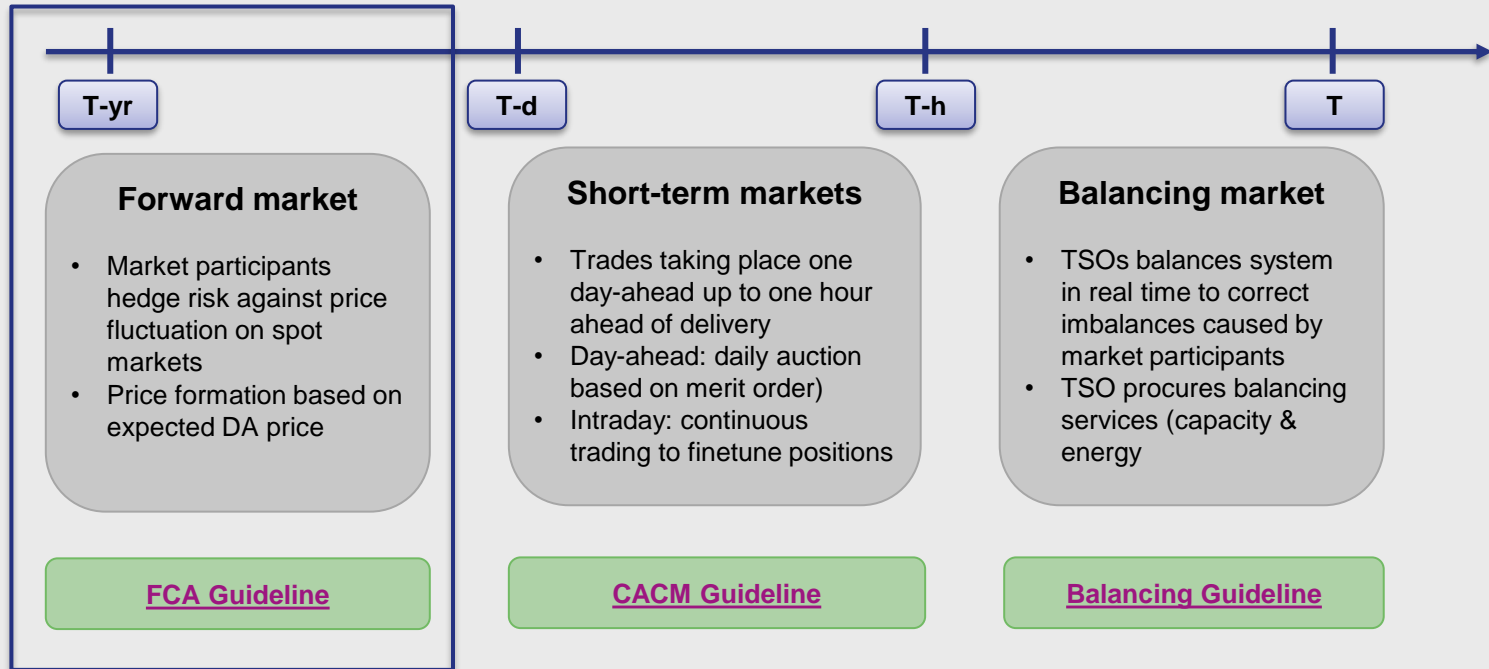 T-yr
T-d
T-h
T
Forward market
• Market participants
hedge risk against price
fluctuation on spot
markets
• Price formation based on
expected DA price
FCA Guideline
Short-term markets
• Trades taking place one
day-ahead up to one hour
ahead of delivery
• Day-ahead: daily auction
based on merit order)
• Intraday: continuous
trading to finetune positions
CACM Guideline
Balancing market
• TSOs balances system
in real time to correct
imbalances caused by
market participants
• TSO procures balancing
services (capacity &
energy
Balancing Guideline